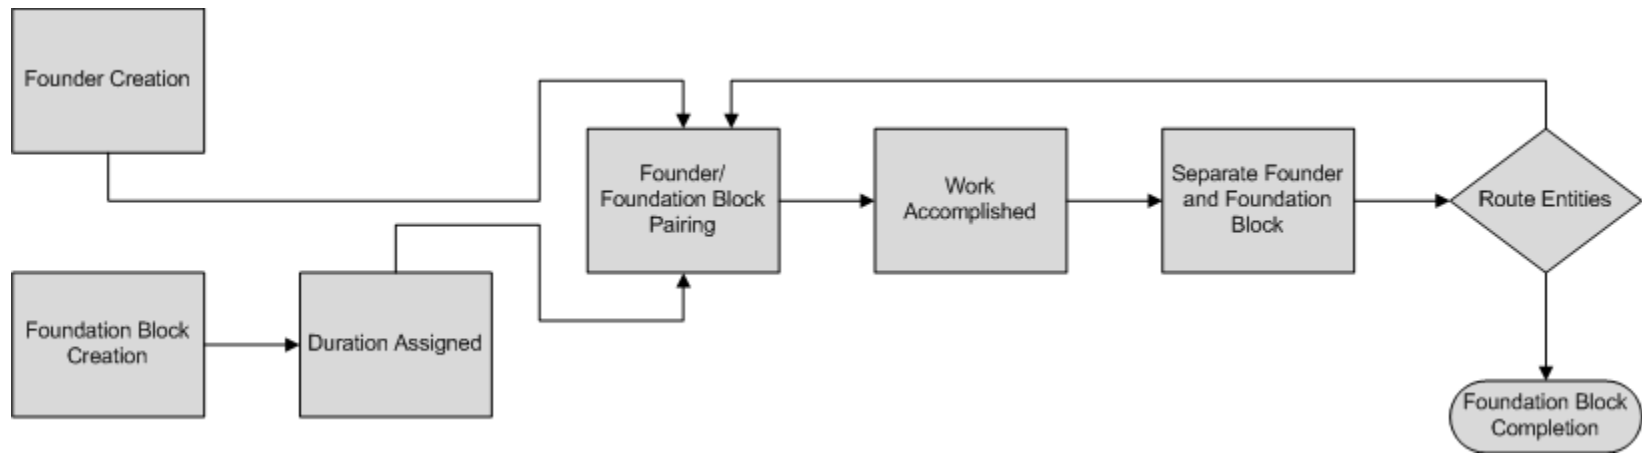 Founder Creation
Founder/
Foundation Block
Pairing
Work
Accomplished
Separate Founder
and Foundation
Block
Route Entities
Foundation Block
Creation
Duration Assigned
Foundation Block
Completion